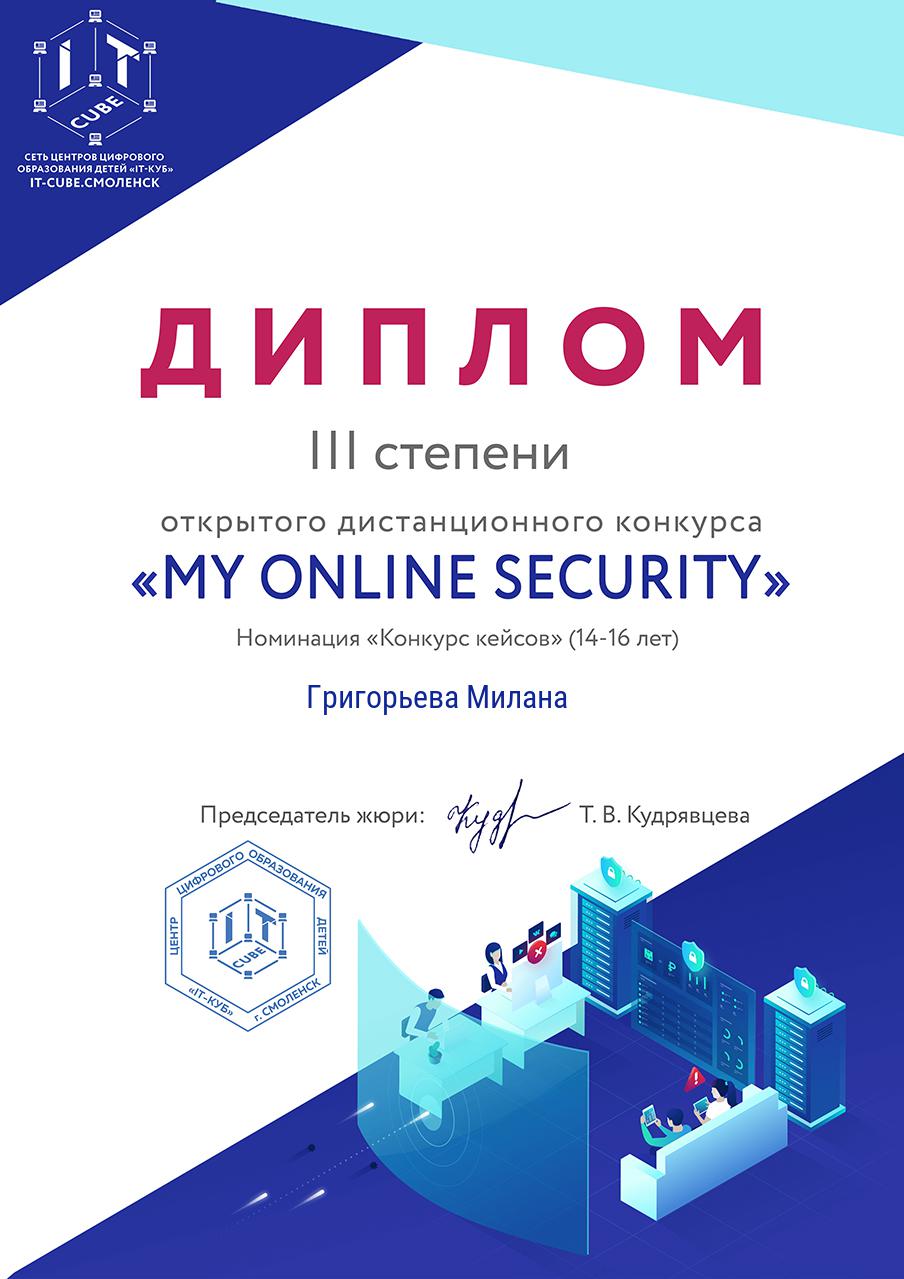 IT
CUBE
СЕТЬ ЦЕНТРОВ ЦИФРОВОГО
ОБРАЗОВАНИЯ ДЕТЕЙ «IT-КУБ»
IT-CUBE.СМОЛЕНСК
ДИПЛОМ
III степени
открытого дистанционного конкурса
«MY ONLINE SECURITY»
Номинация «Конкурс кейсов» (14-16 лет)
Григорьева Милана
Председатель жюри: Т. В. Кудрявцева
ЦЕНТР ЦИФРОВОГО ОБРАЗОВАНИЯ ДЕТЕЙ
IT
CUBE
«IT-КУБ» г. СМОЛЕНСК